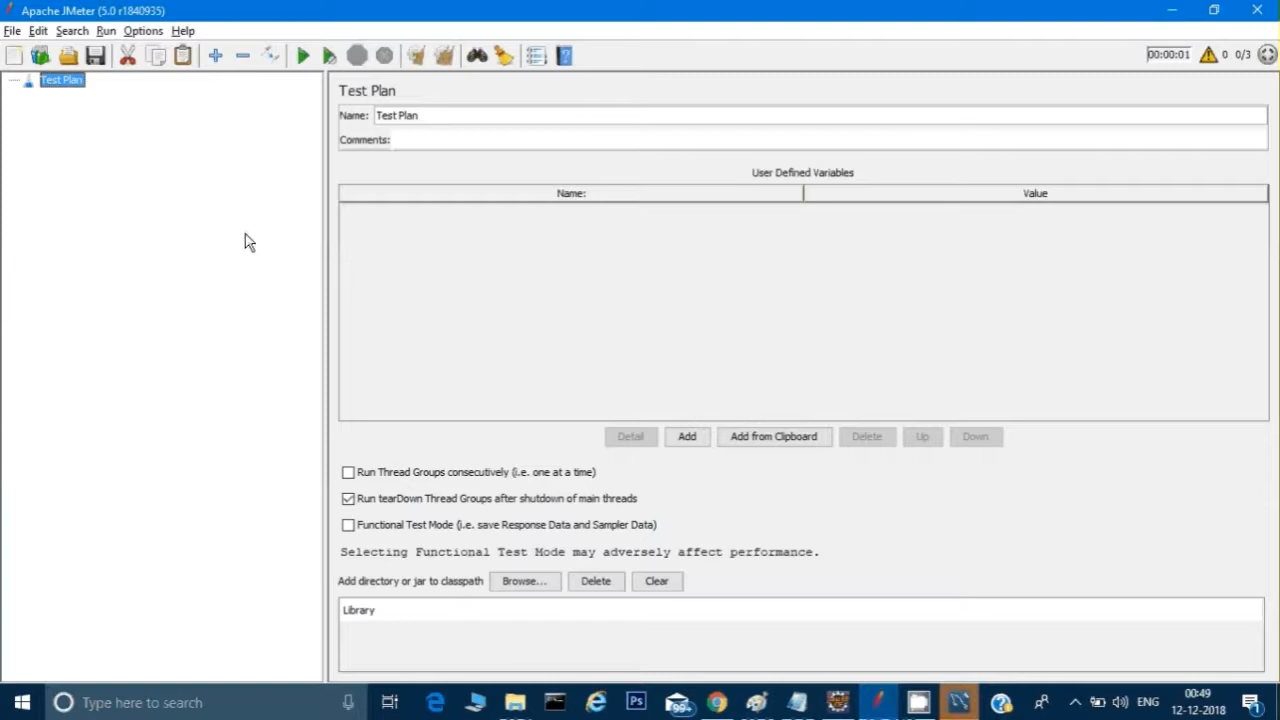 Apache JMeter (5.0 r1840935)
File Edit Search Run Options Help
00:00:01 0 0/3
Test Plan
Test Plan
Name: Test Plan
Comments:
User Defined Variables
Name: Value
Detail Add Add from Clipboard Delete Up Down
Run Thread Groups consecutively (i.e. one at a time)
Run tearDown Thread Groups after shutdown of main threads
Functional Test Mode (i.e. save Response Data and Sampler Data)
Selecting Functional Test Mode may adversely affect performance.
Add directory or jar to classpath Browse... Delete Clear
Library
Type here to search
Ps
99+
ENG
00:49
12-12-2018
1